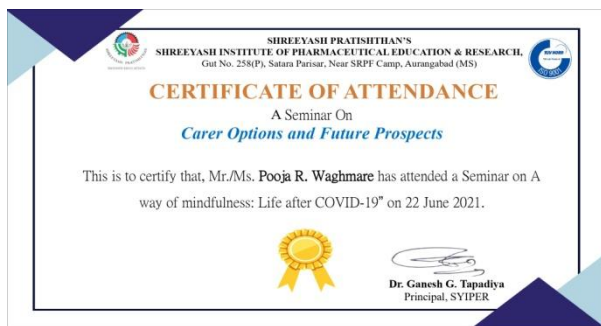 SHREEYASH PRATISHTHAN'S
SHREEYASH INSTITUTE OF PHARMACEUTICAL EDUCATION & RESEARCH,
Gut No. 258(P), Satara Parisar, Near SRPF Camp, Aurangabad (MS)
CERTIFICATE OF ATTENDANCE
A Seminar On
Carer Options and Future Prospects
This is to certify that, Mr./Ms. Pooja R. Waghmare has attended a Seminar on A
way of mindfulness: Life after COVID-19" on 22 June 2021.
Dr. Ganesh G. Tapadiya
Principal, SYIPER
ISO 9001